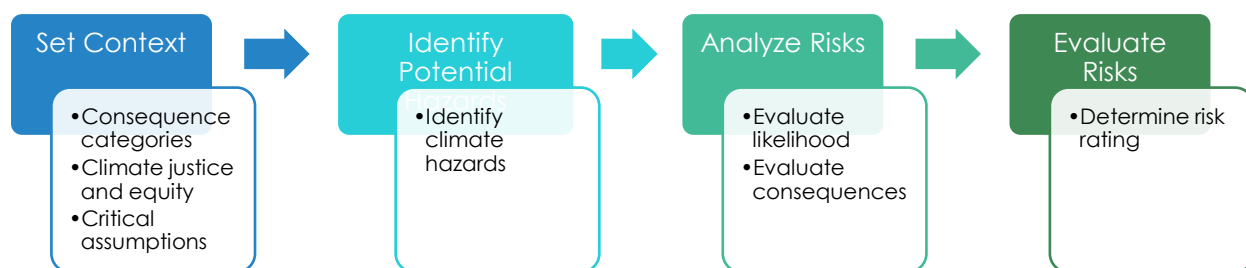 Set Context
•Consequence
categories
•Climate justice
and equity
•Critical
assumptions
Identify
Potential
Hazards
•Identify
climate
hazards
Analyze Risks
•Evaluate
likelihood
•Evaluate
consequences
Evaluate
Risks
•Determine risk
rating